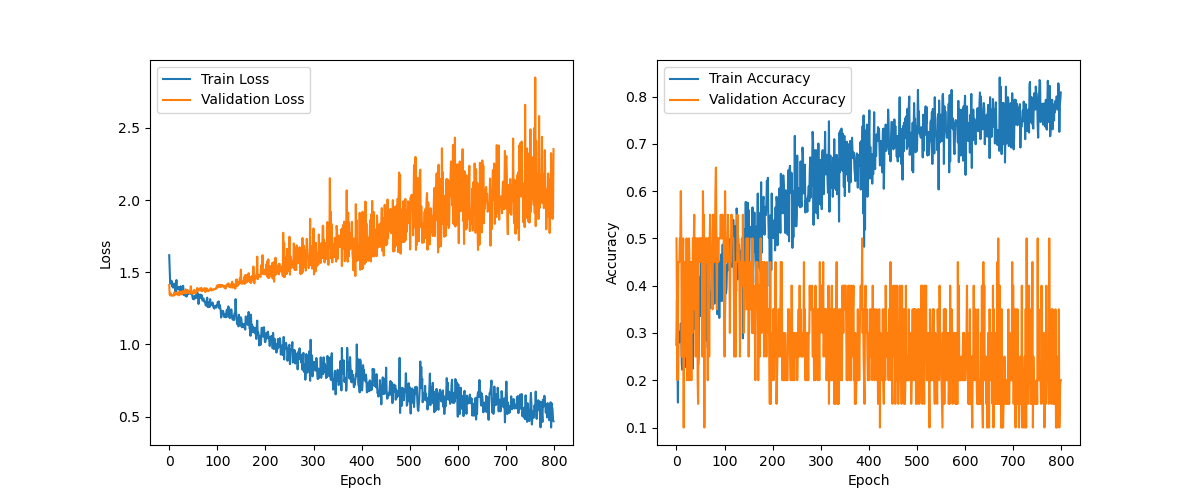 Train Loss
Validation Loss
2.5
2.0
1.5
1.0
0.5
Loss
0 100 200 300 400 500 600 700 800
Epoch
Train Accuracy
Validation Accuracy
0.8
0.7
0.6
0.5
0.4
0.3
0.2
0.1
Accuracy
0 100 200 300 400 500 600 700 800
Epoch